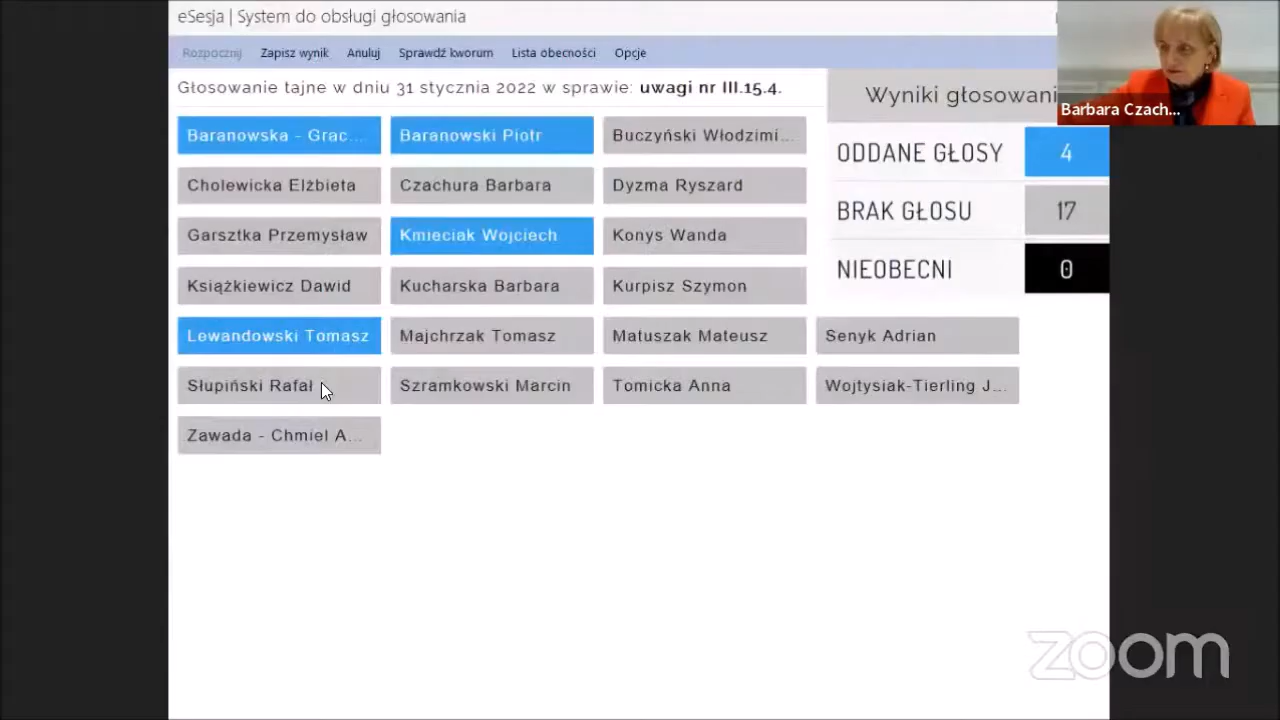 eSesja | System do obsługi głosowania
Rozpocznij Zapisz wynik Anuluj Sprawdź kworum Lista obecności Opcje
Głosowanie tajne w dniu 31 stycznia 2022 w sprawie: uwagi nr III.15.4.
Wyniki głosowani
Barbara Czach...
Baranowska - Grac... Baranowski Piotr Buczyński Włodzimi...
ODDANE GŁOSY 4
Cholewicka Elżbieta Czachura Barbara Dyzma Ryszard
BRAK GŁOSU 17
Garsztka Przemysław Kmieciak Wojciech Konys Wanda
NIEOBECNI 0
Książkiewicz Dawid Kucharska Barbara Kurpisz Szymon
Lewandowski Tomasz Majchrzak Tomasz Matuszak Mateusz Senyk Adrian
Słupiński Rafał Szramkowski Marcin Tomicka Anna Wojtysiak-Tierling J...
Zawada - Chmiel A...
zoom